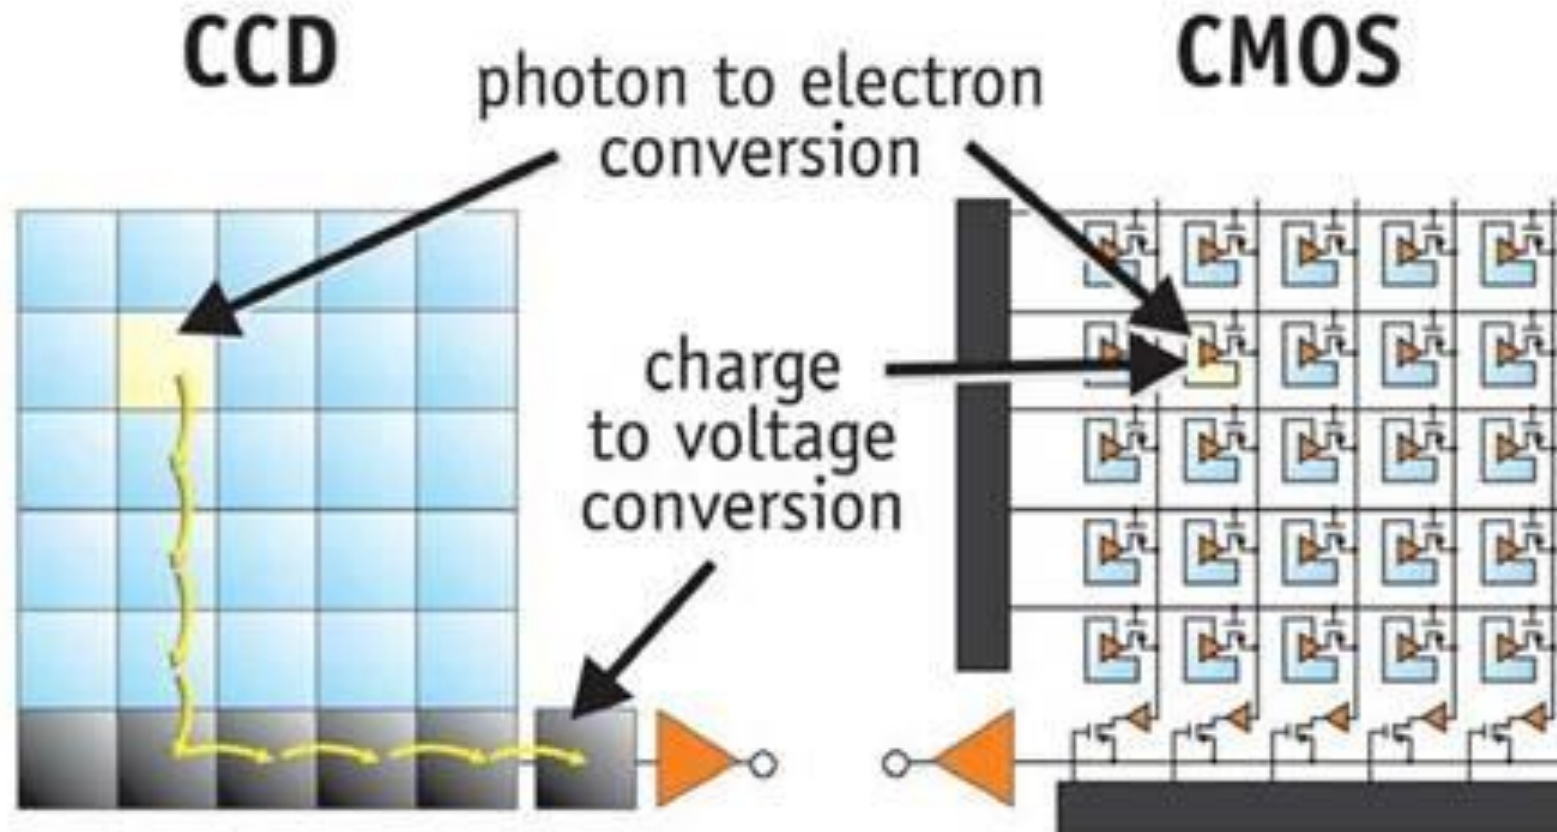 CCD
photon to electron
conversion
CMOS
charge
to voltage
conversion